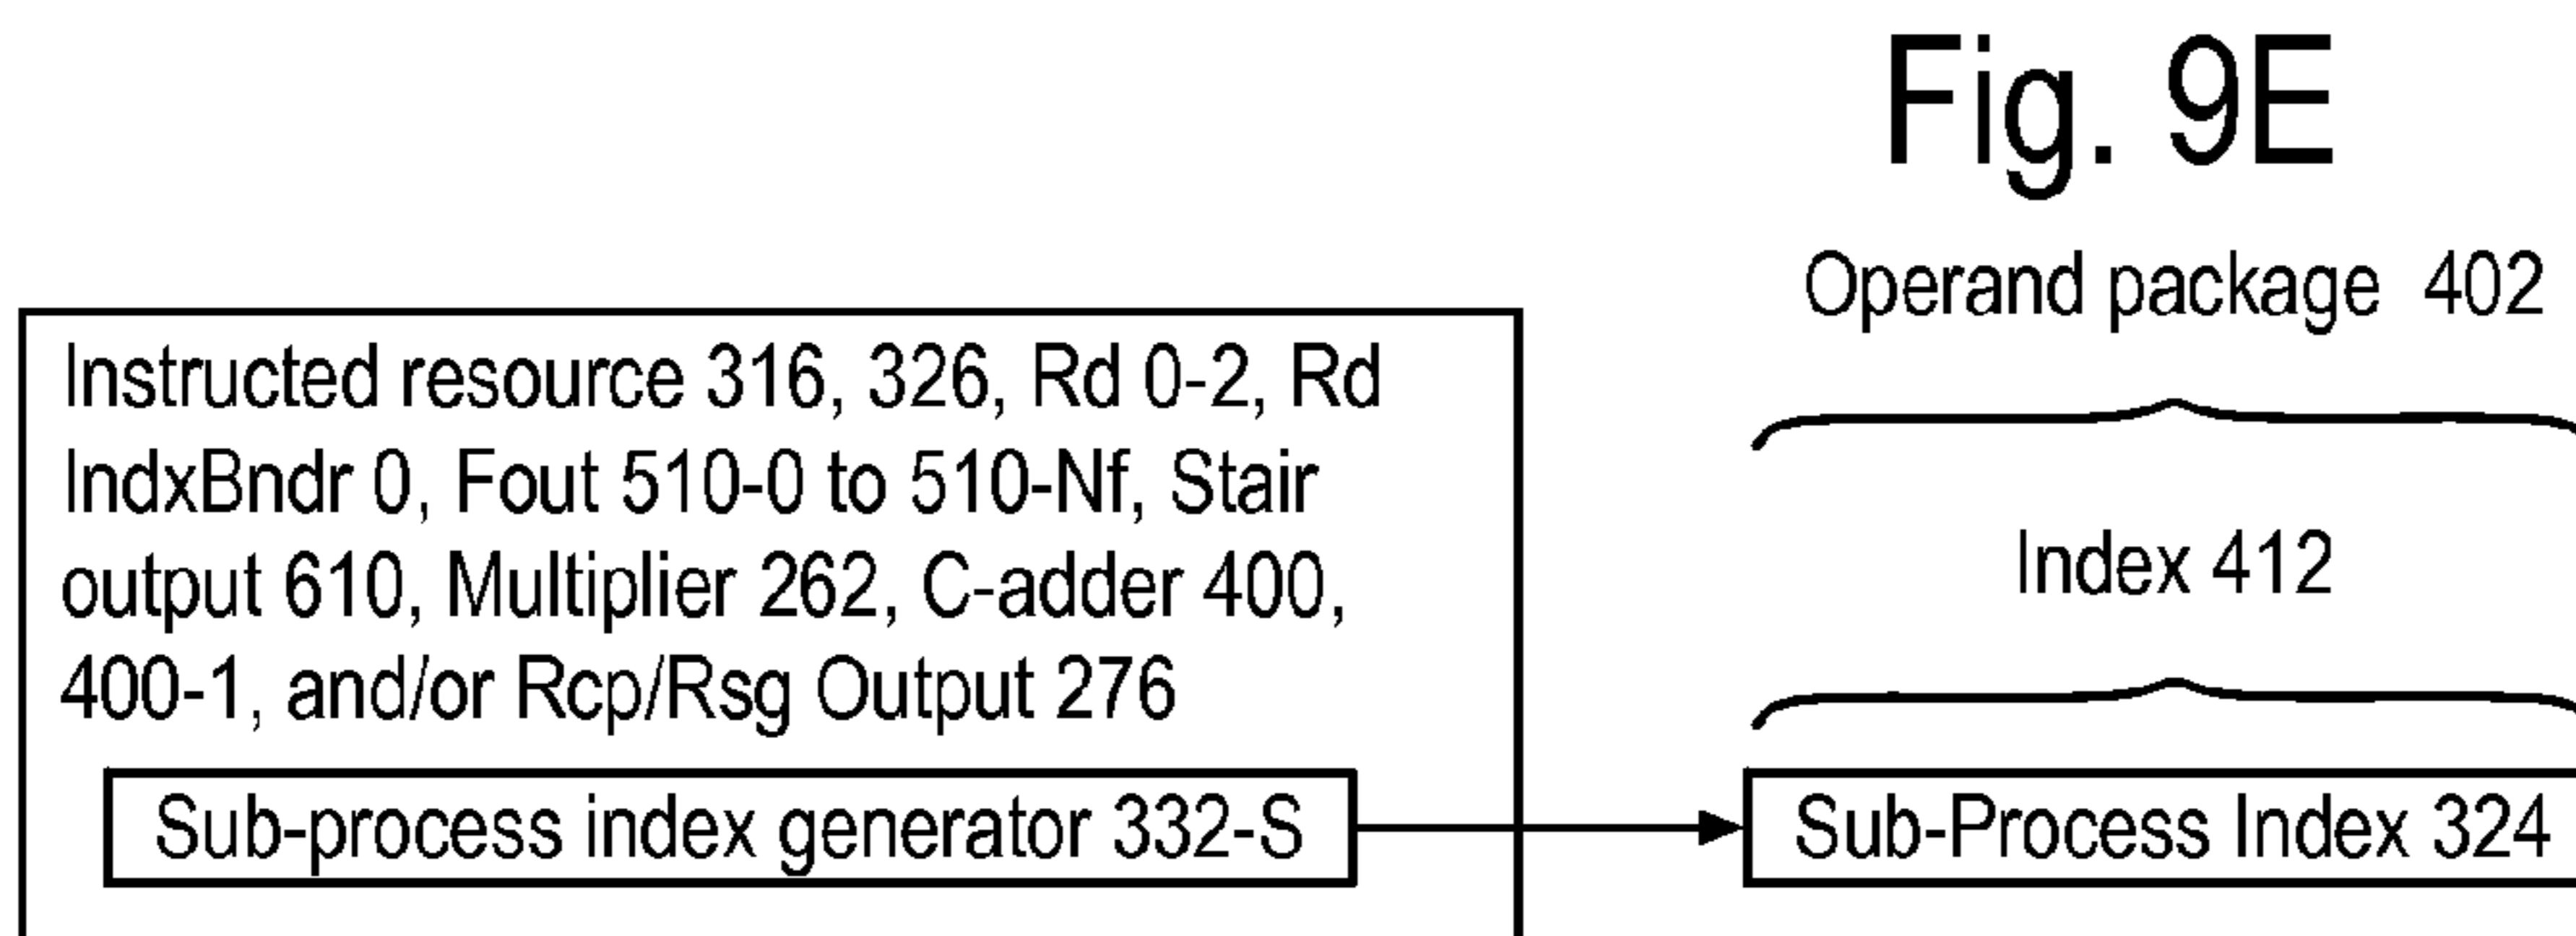 Fig. 9E
Operand package 402
Instructed resource 316, 326, Rd 0-2, Rd
IndxBndr 0, Fout 510-0 to 510-Nf, Stair
output 610, Multiplier 262, C-adder 400,
400-1, and/or Rcp/Rsg Output 276
Index 412
Sub-process index generator 332-S
Sub-Process Index 324